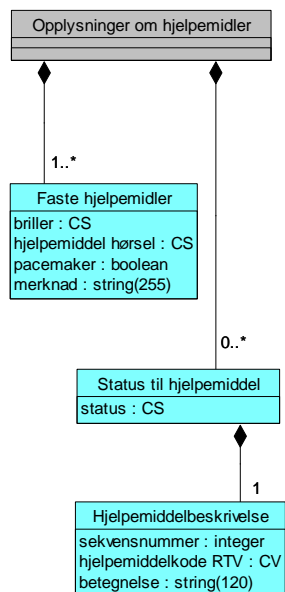 Opplysninger om hjelpemidler
1..*
Faste hjelpemidler
briller : CS
hjelpemiddel hørsel : CS
pacemaker : boolean
merknad : string(255)
0..*
Status til hjelpemiddel
status : CS
1
Hjelpemiddelbeskrivelse
sekvensnummer : integer
hjelpemiddelkode RTV : CV
betegnelse : string(120)